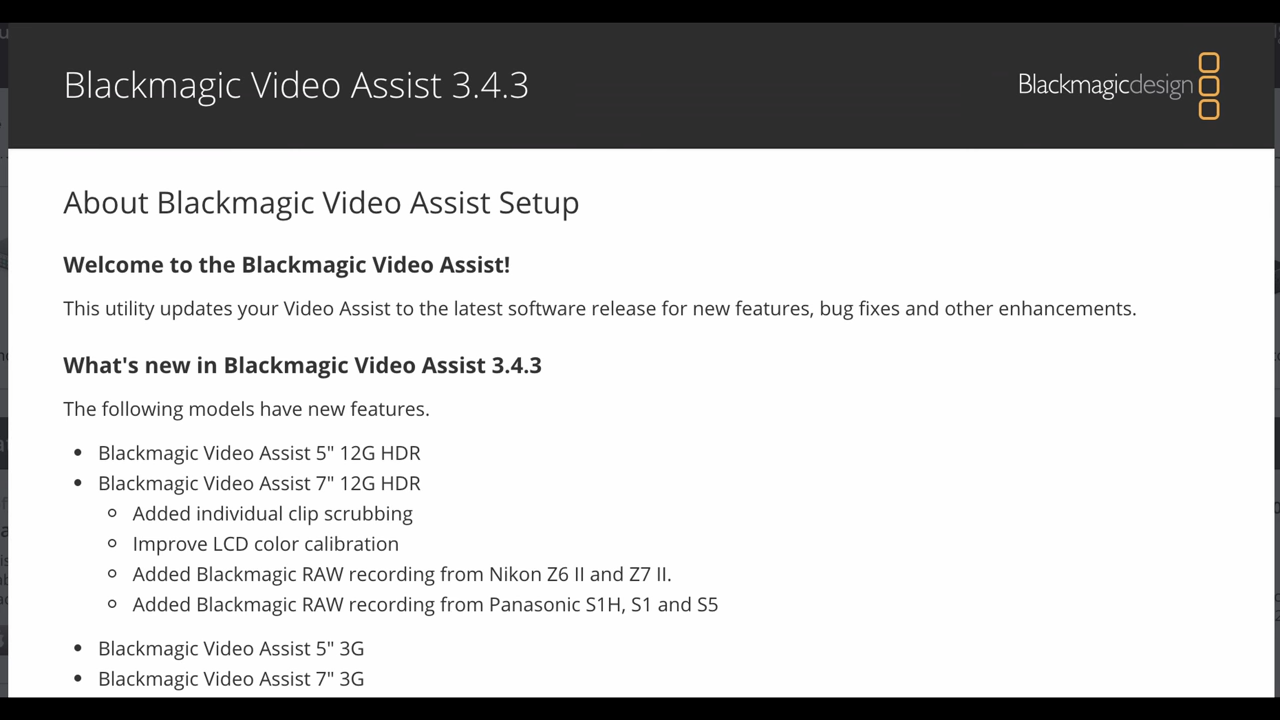 Blackmagic Video Assist 3.4.3
Blackmagicdesign
About Blackmagic Video Assist Setup
Welcome to the Blackmagic Video Assist!
This utility updates your Video Assist to the latest software release for new features, bug fixes and other enhancements.
What's new in Blackmagic Video Assist 3.4.3
The following models have new features.
• Blackmagic Video Assist 5" 12G HDR
• Blackmagic Video Assist 7" 12G HDR
◦ Added individual clip scrubbing
◦ Improve LCD color calibration
◦ Added Blackmagic RAW recording from Nikon Z6 II and Z7 II.
◦ Added Blackmagic RAW recording from Panasonic S1H, S1 and S5
• Blackmagic Video Assist 5" 3G
• Blackmagic Video Assist 7" 3G